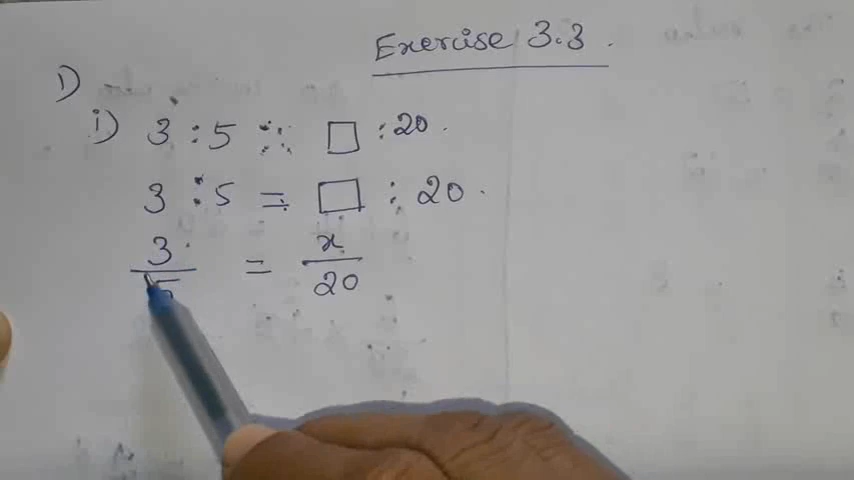 Exercise 3.3.
1)
i) 3 : 5 :: □ : 20.
3 : 5 = □ : 20.
3/5 = x/20